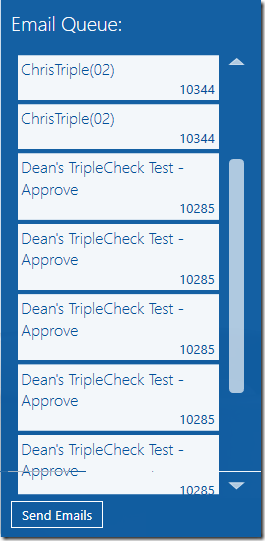 Email Queue:
ChrisTriple(02)
10344
ChrisTriple(02)
10344
Dean's TripleCheck Test -
Approve
10285
Dean's TripleCheck Test -
Approve
10285
Dean's TripleCheck Test -
Approve
10285
Dean's TripleCheck Test -
Approve
10285
Dean's TripleCheck Test -
Approve
10285
Send Emails